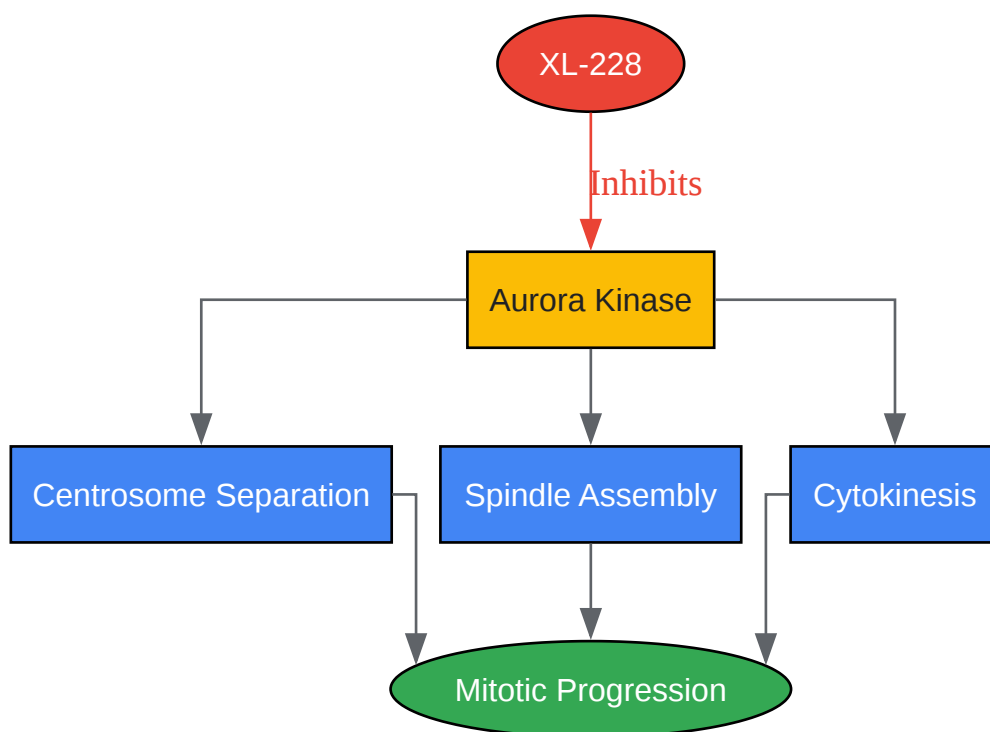 XL-228
Inhibits
Aurora Kinase
Centrosome Separation
Spindle Assembly
Cytokinesis
Mitotic Progression